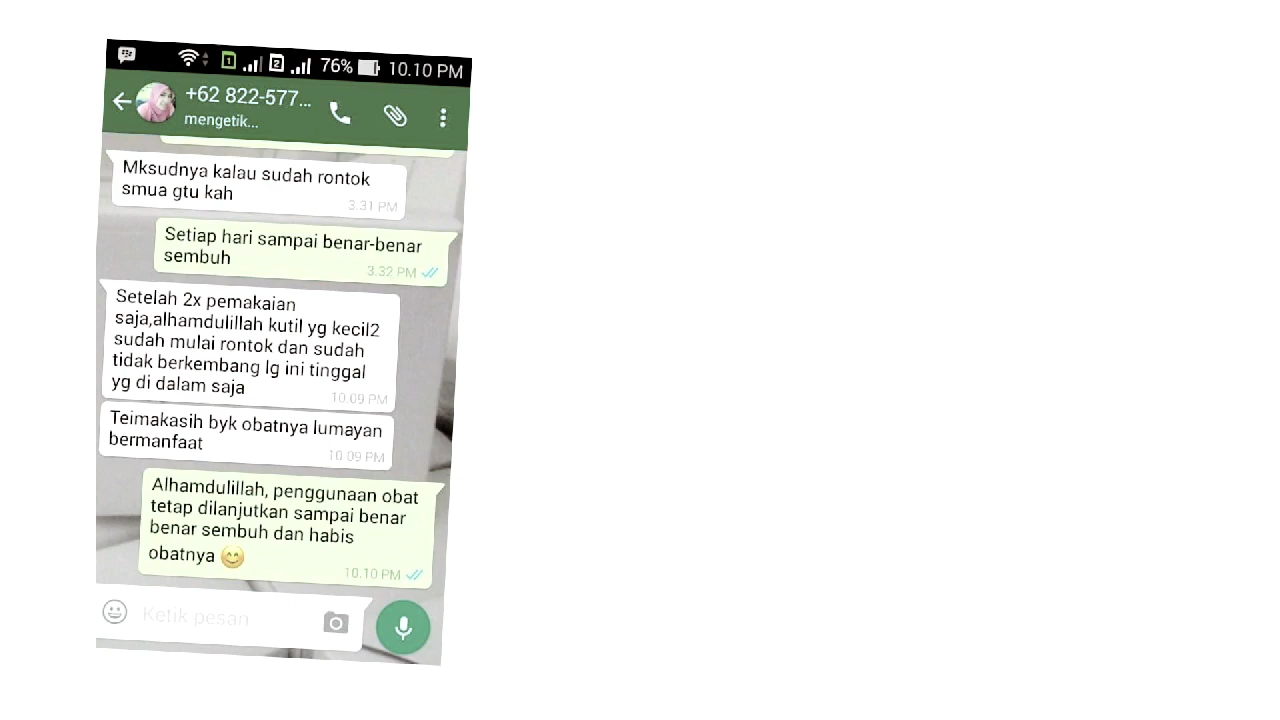 76% 10.10 PM
+62 822-577...
mengetik...
Mksudnya kalau sudah rontok
smua gtu kah
3.31 PM
Setiap hari sampai benar-benar
sembuh
3.32 PM
Setelah 2x pemakaian
saja,alhamdulillah kutil yg kecil2
sudah mulai rontok dan sudah
tidak berkembang lg ini tinggal
yg di dalam saja
10.09 PM
Teimakasih byk obatnya lumayan
bermanfaat
10.09 PM
Alhamdulillah, penggunaan obat
tetap dilanjutkan sampai benar
benar sembuh dan habis
obatnya 😊
10.10 PM
Ketik pesan